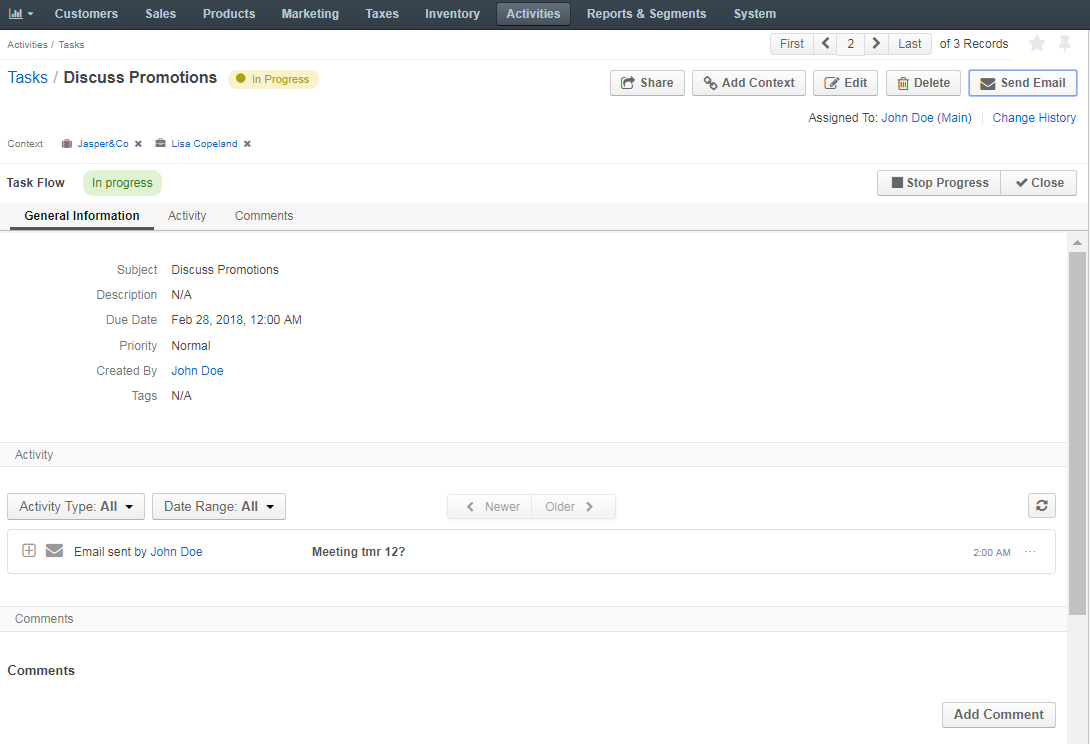 Customers Sales Products Marketing Taxes Inventory Activities Reports & Segments System
Activities / Tasks
First 2 Last of 3 Records
Tasks / Discuss Promotions In Progress
Share Add Context Edit Delete Send Email
Assigned To: John Doe (Main) Change History
Context Jasper&Co Lisa Copeland
Task Flow In progress
Stop Progress Close
General Information Activity Comments
Subject Discuss Promotions
Description N/A
Due Date Feb 28, 2018, 12:00 AM
Priority Normal
Created By John Doe
Tags N/A
Activity
Activity Type: All Date Range: All Newer Older
Email sent by John Doe Meeting tmr 12? 2:00 AM ...
Comments
Comments
Add Comment